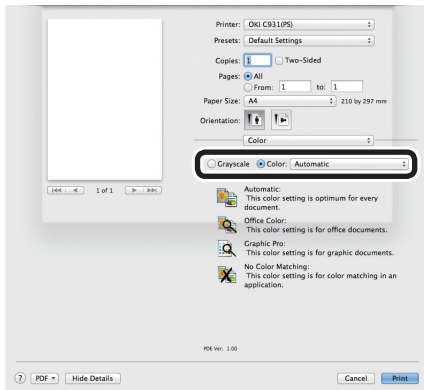 Printer: OKI C931(PS)
Presets: Default Settings
Copies: 1 Two-Sided
Pages: All
From: 1 to: 1
Paper Size: A4 210 by 297 mm
Orientation:
Color
Grayscale Color: Automatic
1 of 1
Automatic:
This color setting is optimum for every
document.
Office Color:
This color setting is for office documents.
Graphic Pro:
This color setting is for graphic documents.
No Color Matching:
This color setting is for color matching in an
application.
PDE Ver. 1.00
? PDF Hide Details Cancel Print